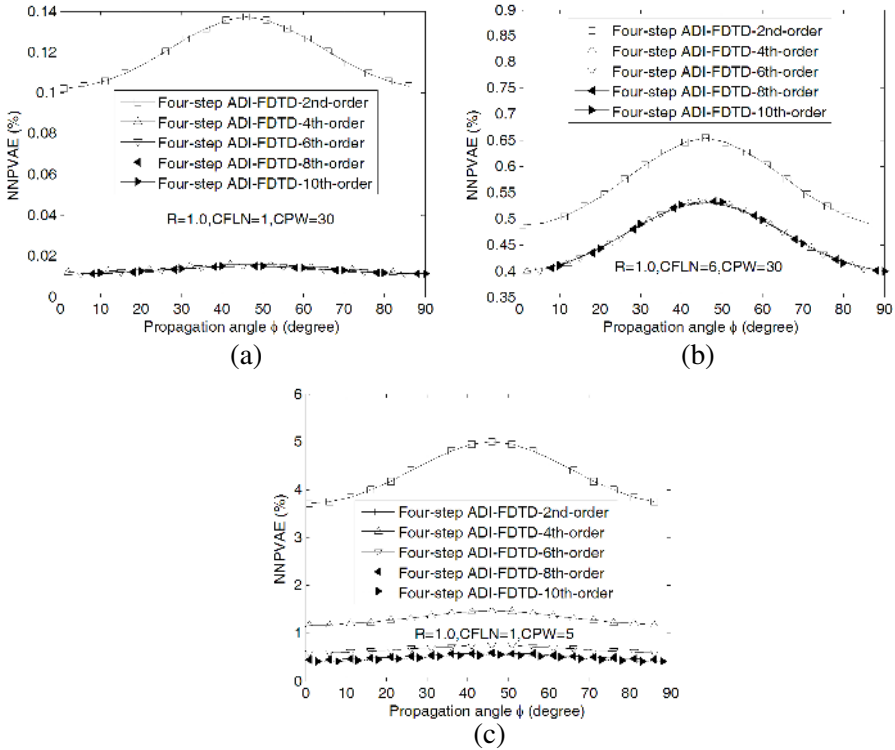 0.14
0.12
0.1
0.08
0.06
0.04
0.02
0
NNPVAE (%)
Four-step ADI-FDTD-2nd-order
Four-step ADI-FDTD-4th-order
Four-step ADI-FDTD-6th-order
Four-step ADI-FDTD-8th-order
Four-step ADI-FDTD-10th-order
R=1.0,CFLN=1,CPW=30
0 10 20 30 40 50 60 70 80 90
Propagation angle ϕ (degree)
(a)
0.9
0.85
0.8
0.75
0.7
0.65
0.6
0.55
0.5
0.45
0.4
0.35
NNPVAE (%)
Four-step ADI-FDTD-2nd-order
Four-step ADI-FDTD-4th-order
Four-step ADI-FDTD-6th-order
Four-step ADI-FDTD-8th-order
Four-step ADI-FDTD-10th-order
R=1.0,CFLN=6,CPW=30
0 10 20 30 40 50 60 70 80 90
Propagation angle ϕ (degree)
(b)
6
5
4
3
2
1
0
NNPVAE (%)
Four-step ADI-FDTD-2nd-order
Four-step ADI-FDTD-4th-order
Four-step ADI-FDTD-6th-order
Four-step ADI-FDTD-8th-order
Four-step ADI-FDTD-10th-order
R=1.0,CFLN=1,CPW=5
0 10 20 30 40 50 60 70 80 90
Propagation angle ϕ (degree)
(c)